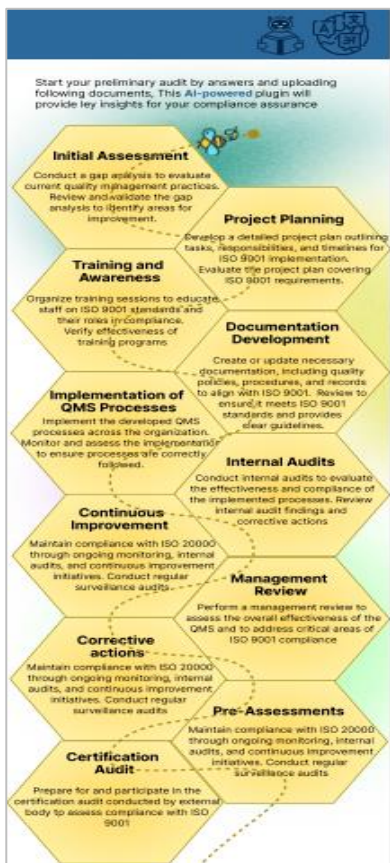 Start your preliminary audit by answers and uploading
following documents, This AI-powered plugin will
provide ley insights for your compliance assurance
Initial Assessment
Conduct a gap analysis to evaluate
current quality management practices.
Review and validate the gap
analysis to identify areas for
improvement.
Project Planning
Develop a detailed project plan outlining
tasks, responsibilities, and timelines for
ISO 9001 implementation.
Evaluate the project plan covering
ISO 9001 requirements.
Training and
Awareness
Organize training sessions to educate
staff on ISO 9001 standards and
their roles in compliance.
Verify effectiveness of
training programs
Documentation
Development
Create or update necessary
documentation, including quality
policies, procedures, and records
to align with ISO 9001. Review to
ensure it meets ISO 9001
standards and provides
clear guidelines.
Implementation of
QMS Processes
Implement the developed QMS
processes across the organization.
Monitor and assess the implementation
to ensure processes are correctly
followed.
Internal Audits
Conduct internal audits to evaluate
the effectiveness and compliance of
the implemented processes. Review
internal audit findings and
corrective actions
Continuous
Improvement
Maintain compliance with ISO 20000
through ongoing monitoring, internal
audits, and continuous improvement
initiatives. Conduct regular
surveillance audits
Management
Review
Perform a management review to
assess the overall effectiveness of the
QMS and to address critical areas of
ISO 9001 compliance
Corrective
actions
Maintain compliance with ISO 20000
through ongoing monitoring, internal
audits, and continuous improvement
initiatives. Conduct regular
surveillance audits
Pre-Assessments
Maintain compliance with ISO 20000
through ongoing monitoring, internal
audits, and continuous improvement
initiatives. Conduct regular
surveillance audits
Certification
Audit
Prepare for and participate in the
certification audit conducted by external
body to assess compliance with ISO
9001